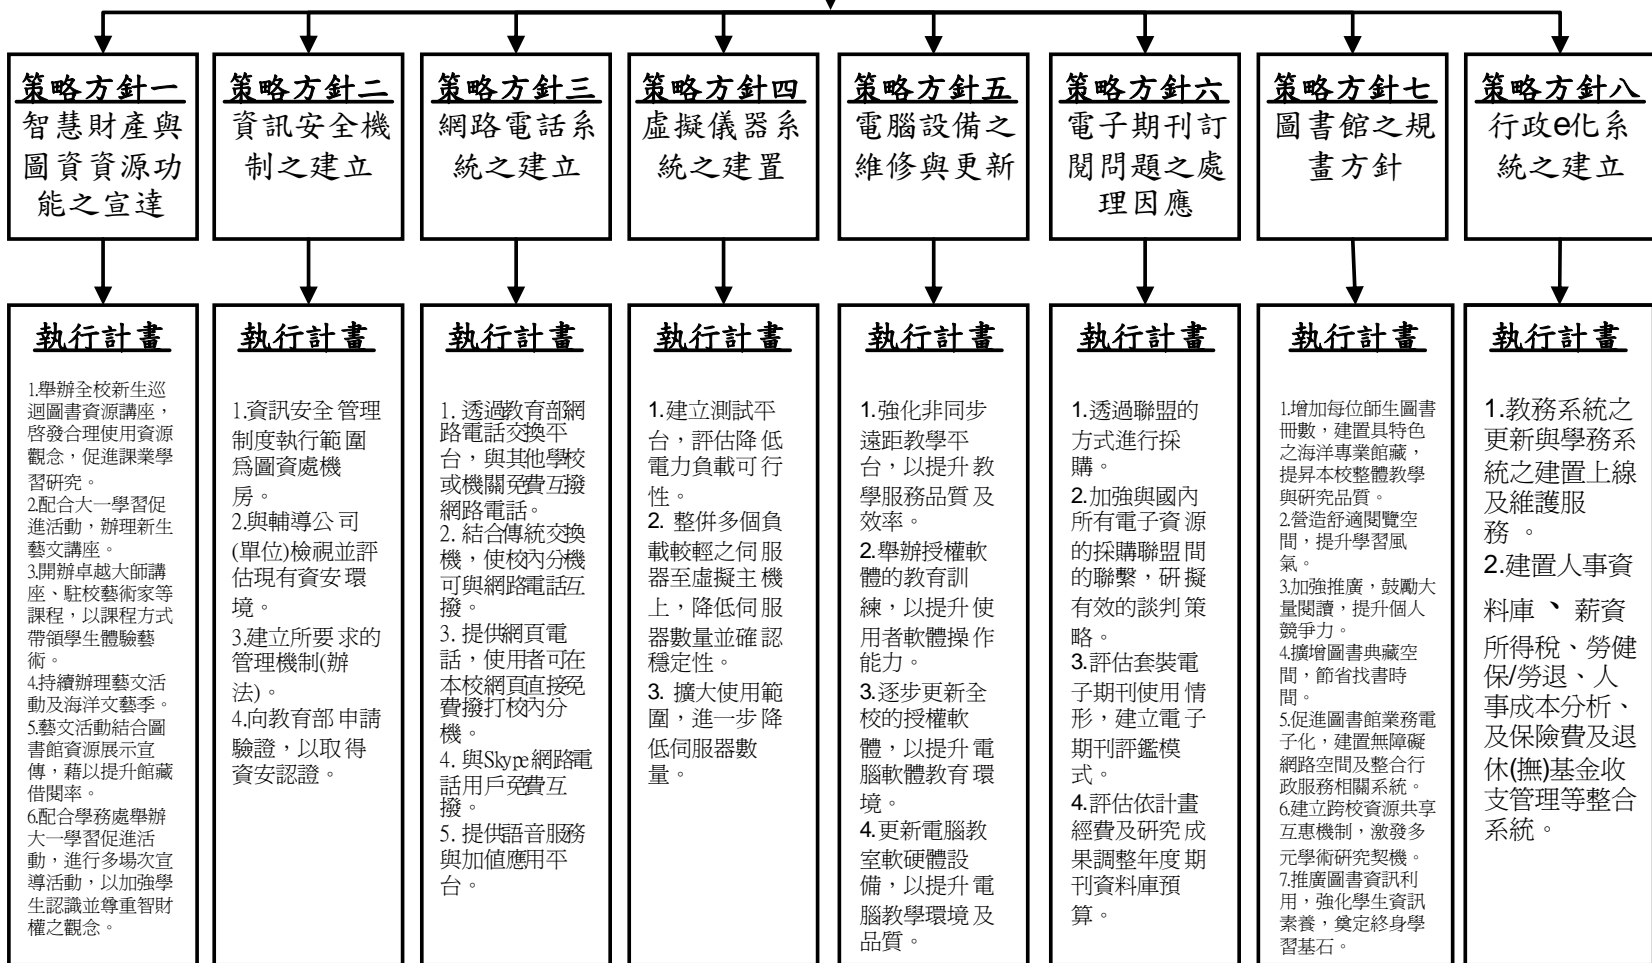 策略方針一
智慧財產與
圖資資源功
能之宣達
策略方針二
資訊安全機
制之建立
策略方針三
網路電話系
統之建立
策略方針四
虛擬儀器系
統之建置
策略方針五
電腦設備之
維修與更新
策略方針六
電子期刊訂
閱問題之處
理因應
策略方針七
圖書館之規
畫方針
策略方針八
行政e化系
統之建立
執行計畫
1.舉辦全校新生巡
迴圖書資源講座，
啓發合理使用資源
觀念，促進課業學
習研究。
2.配合大一學習促
進活動，辦理新生
藝文講座。
3.開辦卓越大師講
座、駐校藝術家等
課程，以課程方式
帶領學生體驗藝
術。
4.持續辦理藝文活
動及海洋文藝季。
5.藝文活動結合圖
書館資源展示宣
傳，藉以提升館藏
借閱率。
6.配合學務處舉辦
大一學習促進活
動，進行多場次宣
導活動，以加強學
生認識並尊重智財
權之觀念。
執行計畫
1.資訊安全管理
制度執行範圍
爲圖資處機
房。
2.與輔導公司
(單位)檢視並評
估現有資安環
境。
3.建立所要求的
管理機制(辦
法)。
4.向教育部申請
驗證，以取得
資安認證。
執行計畫
1. 透過教育部網
路電話交換平
台，與其他學校
或機關免費互撥
網路電話。
2. 結合傳統交換
機，使校內分機
可與網路電話互
撥。
3. 提供網頁電
話，使用者可在
本校網頁直接免
費撥打校內分
機。
4. 與Skype網路電
話用戶免費互
撥。
5. 提供語音服務
與加值應用平
台。
執行計畫
1.建立測試平
台，評估降低
電力負載可行
性。
2. 整併多個負
載較輕之伺服
器至虛擬主機
上，降低伺服
器數量並確認
穩定性。
3. 擴大使用範
圍，進一步降
低伺服器數
量。
執行計畫
1.強化非同步
遠距教學平
台，以提升教
學服務品質及
效率。
2.舉辦授權軟
體的教育訓
練，以提升使
用者軟體操作
能力。
3.逐步更新全
校的授權軟
體，以提升電
腦軟體教育環
境。
4.更新電腦教
室軟硬體設
備，以提升電
腦教學環境及
品質。
執行計畫
1.透過聯盟的
方式進行採
購。
2.加強與國內
所有電子資源
的採購聯盟間
的聯繫，研擬
有效的談判策
略。
3.評估套裝電
子期刊使用情
形，建立電子
期刊評鑑模
式。
4.評估依計畫
經費及研究成
果調整年度期
刊資料庫預
算。
執行計畫
1.增加每位師生圖書
冊數，建置具特色
之海洋專業館藏，
提昇本校整體教學
與研究品質。
2.營造舒適閱覽空
間，提升學習風
氣。
3.加強推廣，鼓勵大
量閱讀，提升個人
競爭力。
4.擴增圖書典藏空
間，節省找書時
間。
5.促進圖書館業務電
子化，建置無障礙
網路空間及整合行
政服務相關系統。
6.建立跨校資源共享
互惠機制，激發多
元學術研究契機。
7.推廣圖書資訊利
用，強化學生資訊
素養，奠定終身學
習基石。
執行計畫
1.教務系統之
更新與學務系
統之建置上線
及維護服
務 。
2.建置人事資
料庫、薪資
所得稅、勞健
保/勞退、人
事成本分析、
及保險費及退
休(撫)基金收
支管理等整合
系統。